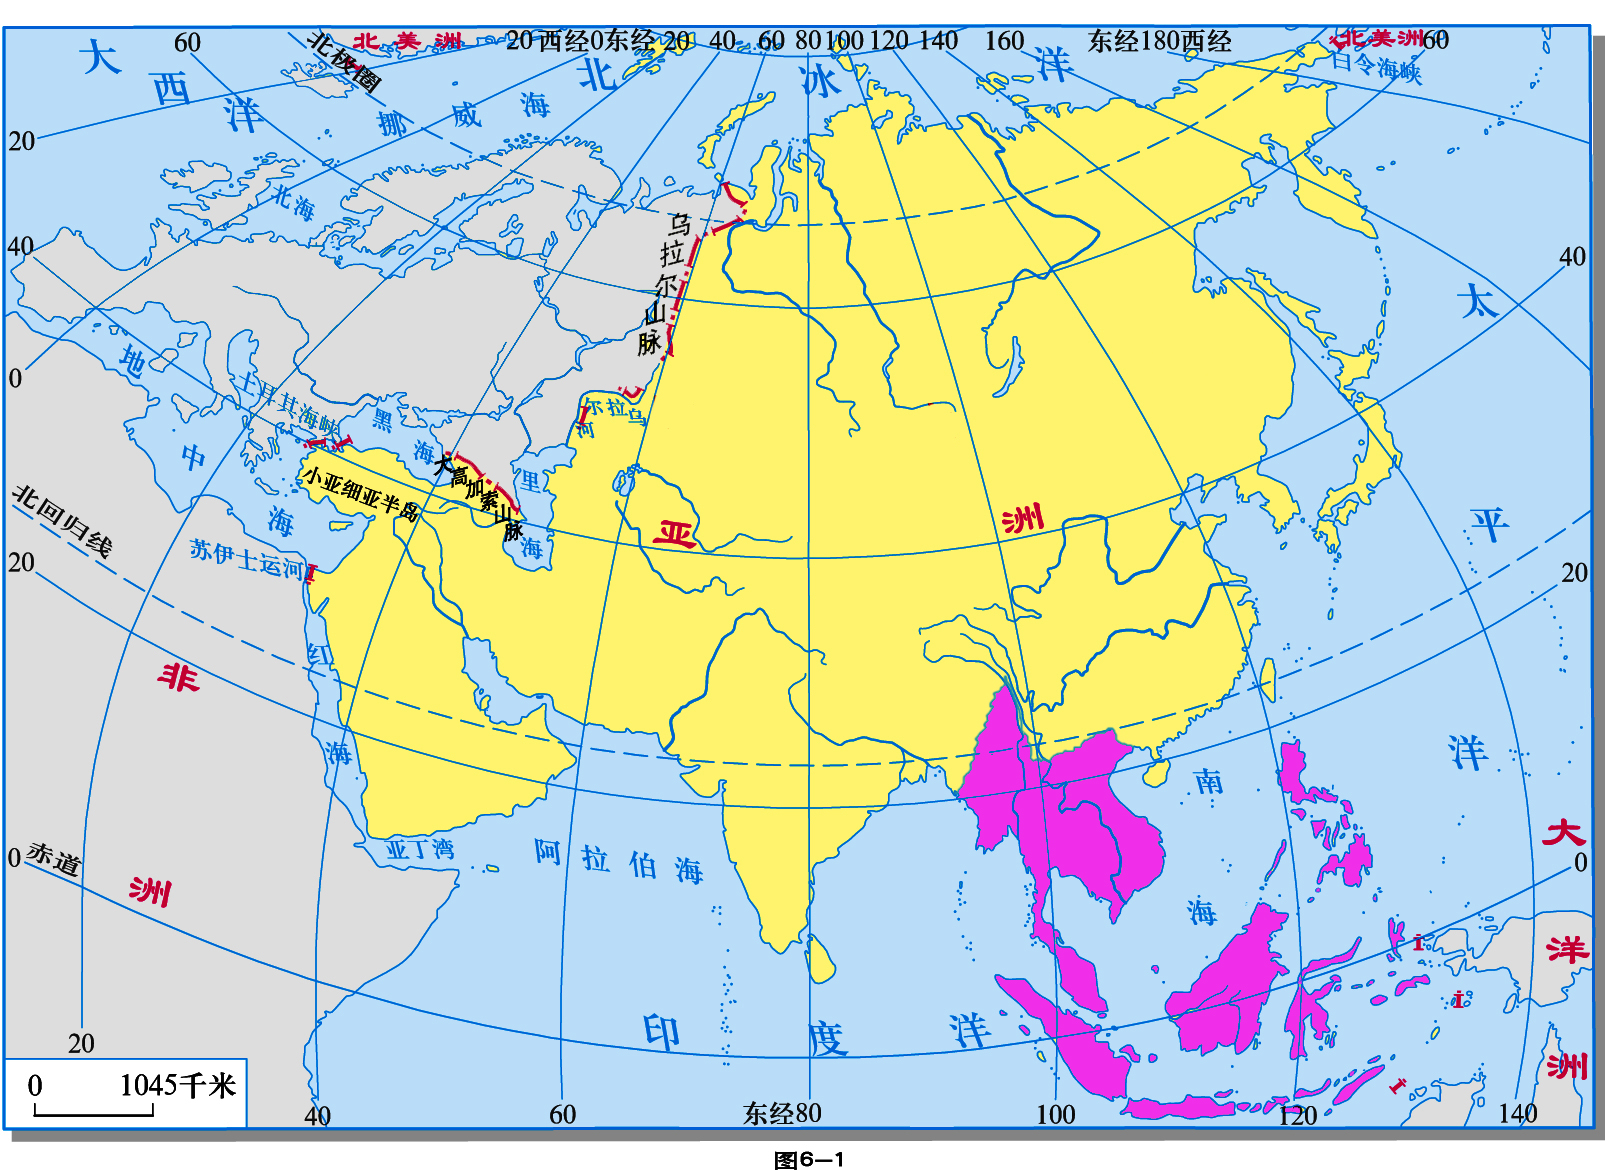 60
北美洲
20 西经0东经 20 40 60 80 100 120 140 160 东经180西经
北美洲
60
北极圈
白令海峡
大西洋
北冰洋
挪威海
20
北海
乌拉尔山脉
40
40
太平洋
地中海
0
土耳其海峡
黑海
尔拉乌
河
里海
大高加索山脉
小亚细亚半岛
亚洲
北回归线
苏伊士运河
20
20
红海
非洲
南海
大洋洲
阿拉伯海
亚丁湾
0
赤道
0
印度洋
20
0 1045千米
40 60 东经80 100 120 140
图6-1